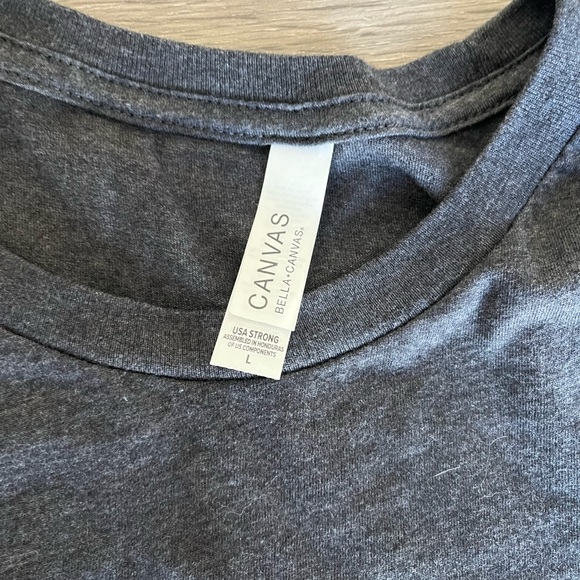 CANVAS
BELLA+CANVAS®
USA STRONG
ASSEMBLED IN HONDURAS
OF US COMPONENTS
L